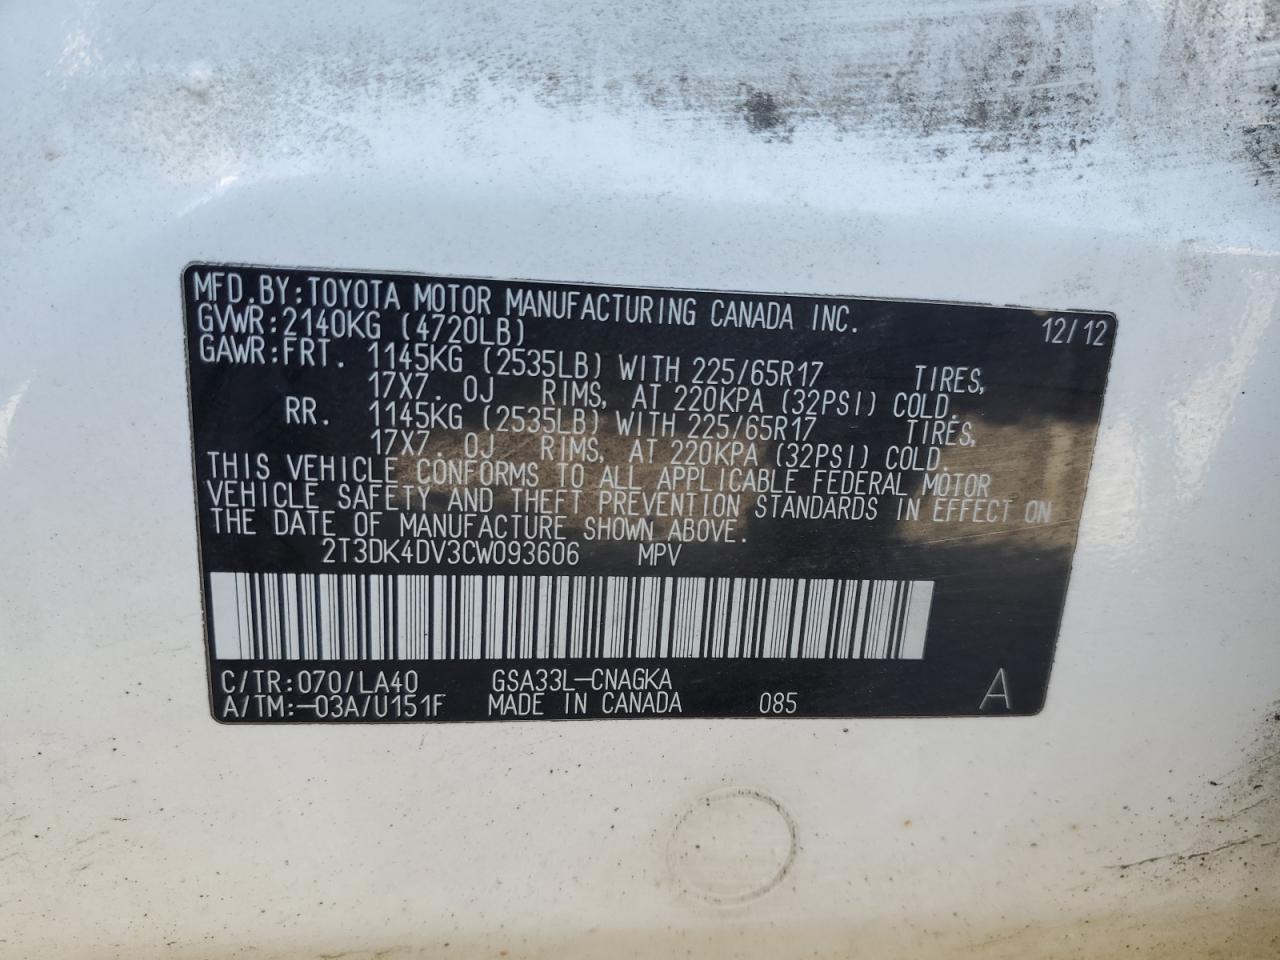 MFD.BY:TOYOTA MOTOR MANUFACTURING CANADA INC. 12/12
GVWR:2140KG (4720LB)
GAWR:FRT. 1145KG (2535LB) WITH 225/65R17 TIRES,
17X7.0J RIMS, AT 220KPA (32PSI) COLD.
RR. 1145KG (2535LB) WITH 225/65R17 TIRES,
17X7.0J RIMS, AT 220KPA (32PSI) COLD.
THIS VEHICLE CONFORMS TO ALL APPLICABLE FEDERAL MOTOR
VEHICLE SAFETY AND THEFT PREVENTION STANDARDS IN EFFECT ON
THE DATE OF MANUFACTURE SHOWN ABOVE.
2T3DK4DV3CW093606 MPV
C/TR:070/LA40 GSA33L-CNAGKA
A/TM:-03A/U151F MADE IN CANADA 085 A